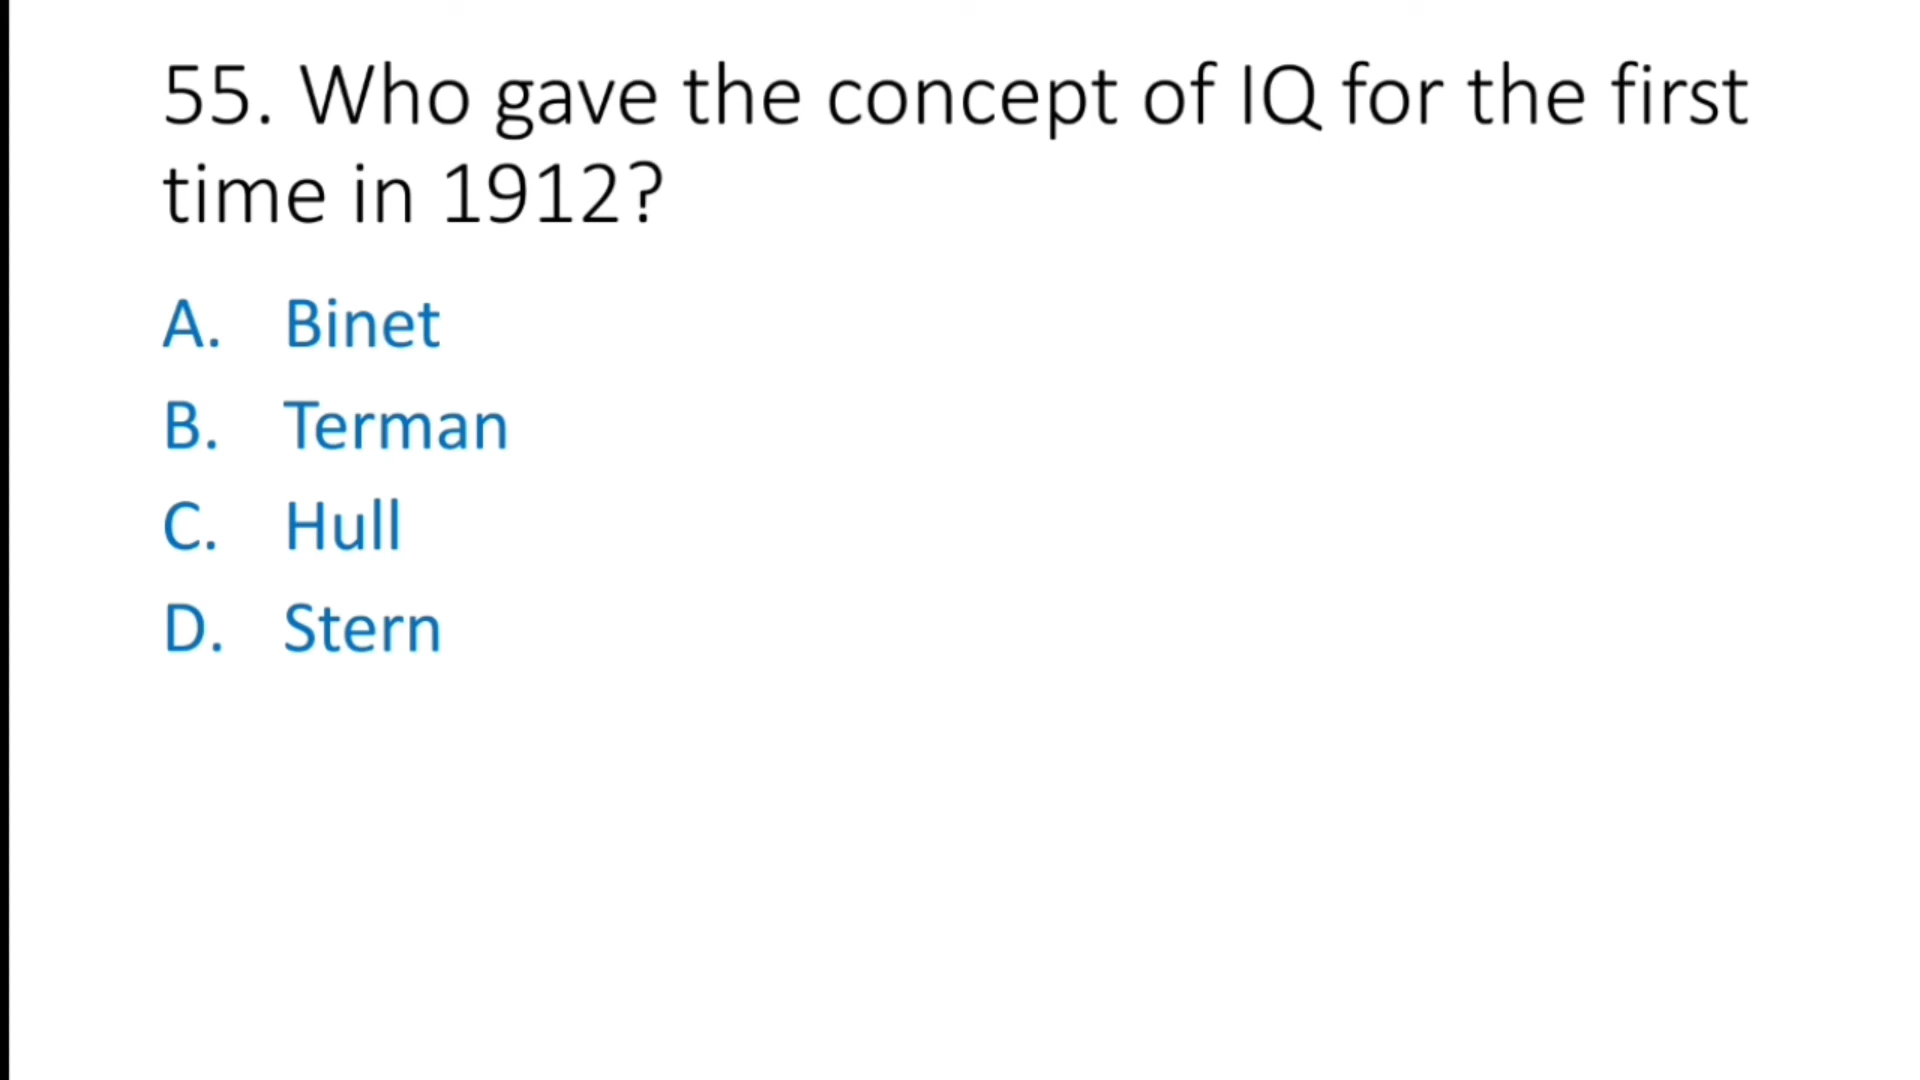 55. Who gave the concept of IQ for the first
time in 1912?
A. Binet
B. Terman
C. Hull
D. Stern